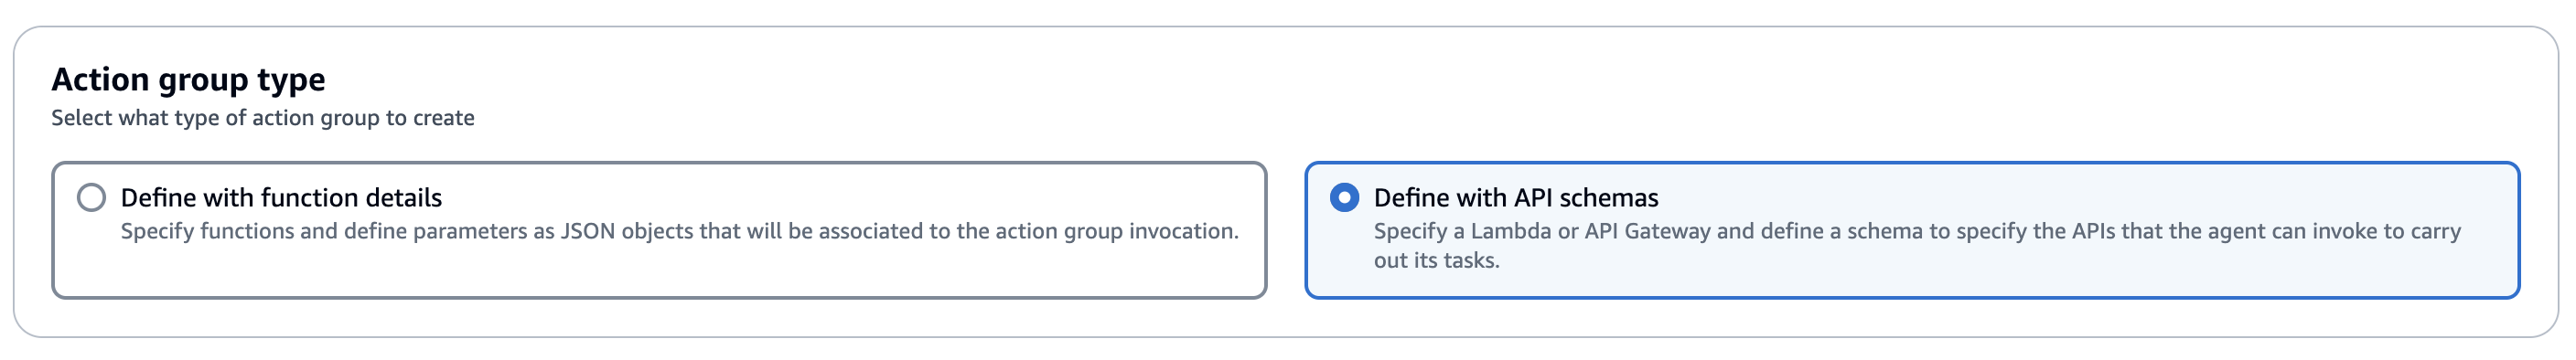 Action group type
Select what type of action group to create
Define with function details
Specify functions and define parameters as JSON objects that will be associated to the action group invocation.
Define with API schemas
Specify a Lambda or API Gateway and define a schema to specify the APIs that the agent can invoke to carry
out its tasks.